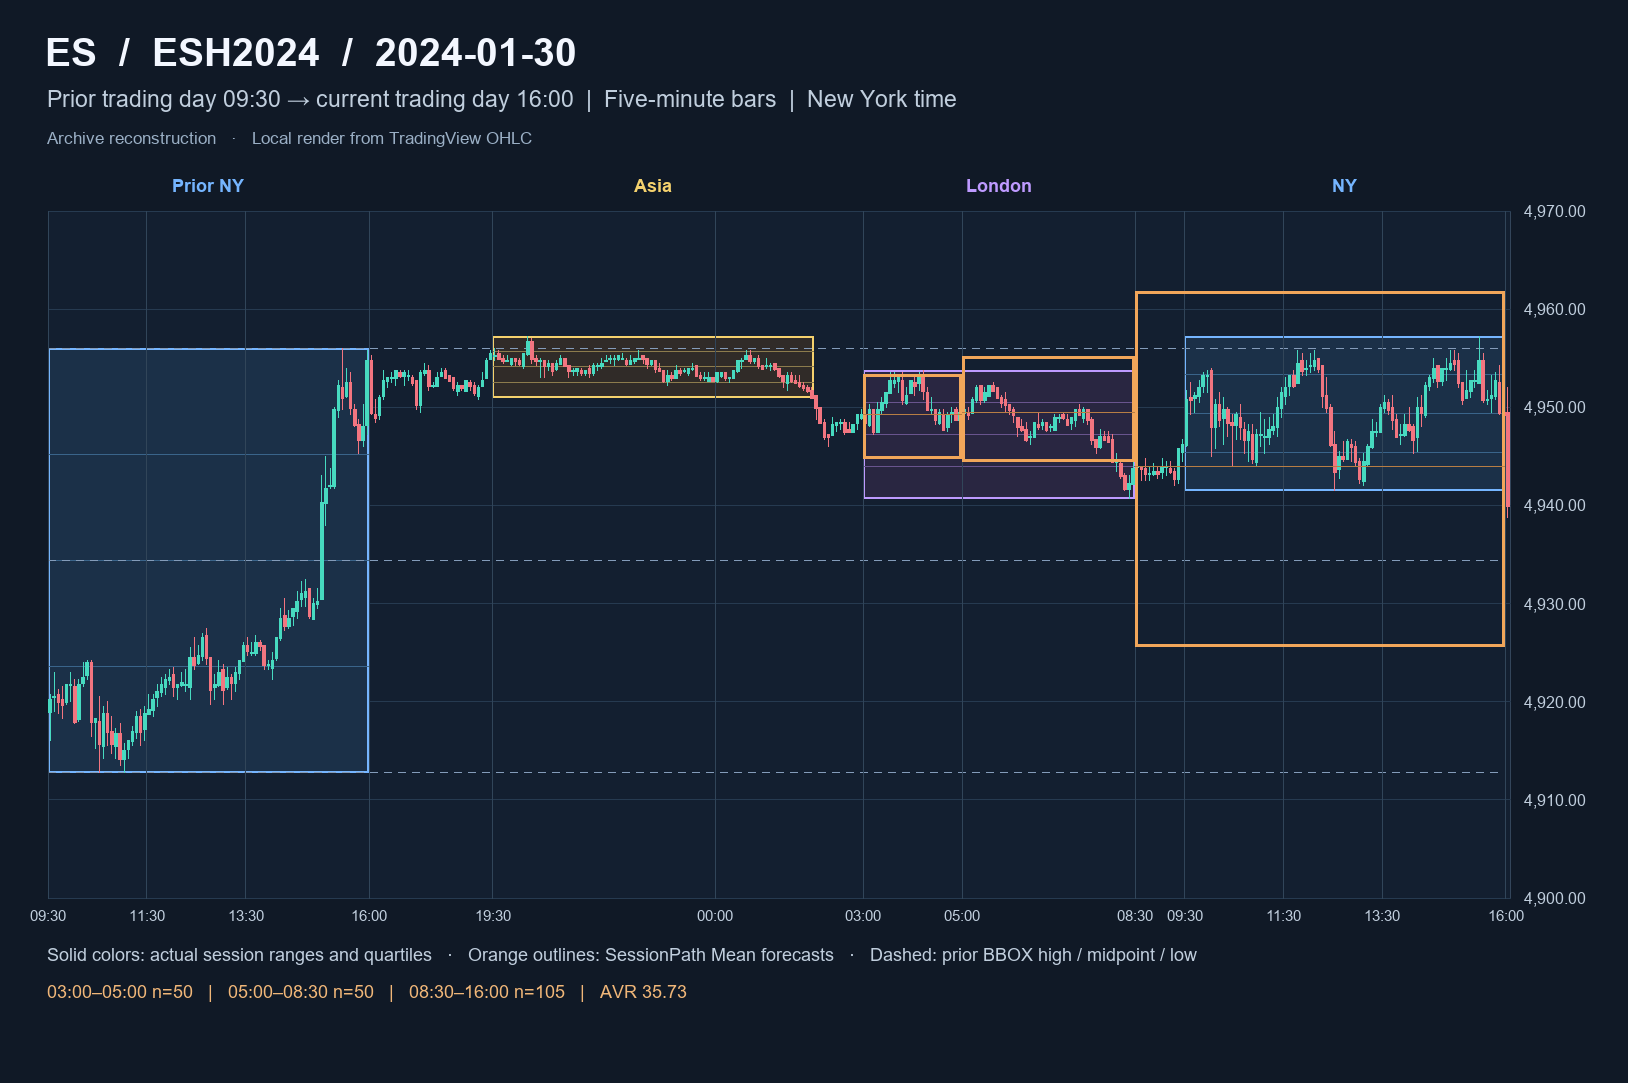 ES / ESH2024 / 2024-01-30
Prior trading day 09:30 → current trading day 16:00 | Five-minute bars | New York time
Archive reconstruction · Local render from TradingView OHLC
Prior NY Asia London NY
4,970.00
4,960.00
4,950.00
4,940.00
4,930.00
4,920.00
4,910.00
4,900.00
09:30 11:30 13:30 16:00 19:30 00:00 03:00 05:00 08:30 09:30 11:30 13:30 16:00
Solid colors: actual session ranges and quartiles · Orange outlines: SessionPath Mean forecasts · Dashed: prior BBOX high / midpoint / low
03:00–05:00 n=50 | 05:00–08:30 n=50 | 08:30–16:00 n=105 | AVR 35.73